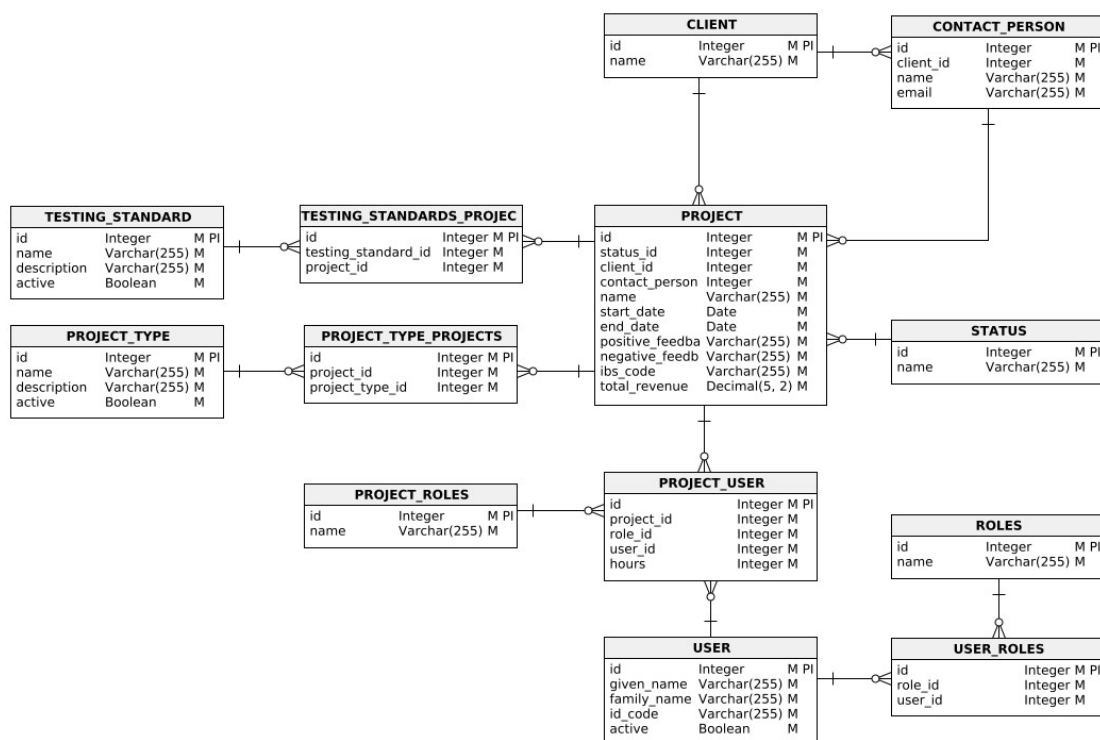 CLIENT
id Integer M PI
name Varchar(255) M
CONTACT_PERSON
id Integer M PI
client_id Integer M
name Varchar(255) M
email Varchar(255) M
TESTING_STANDARD
id Integer M PI
name Varchar(255) M
description Varchar(255) M
active Boolean M
TESTING_STANDARDS_PROJEC
id Integer M PI
testing_standard_id Integer M
project_id Integer M
PROJECT
id Integer M PI
status_id Integer M
client_id Integer M
contact_person Integer M
name Varchar(255) M
start_date Date M
end_date Date M
positive_feedba Varchar(255) M
negative_feedb Varchar(255) M
ibs_code Varchar(255) M
total_revenue Decimal(5, 2) M
PROJECT_TYPE
id Integer M PI
name Varchar(255) M
description Varchar(255) M
active Boolean M
PROJECT_TYPE_PROJECTS
id Integer M PI
project_id Integer M
project_type_id Integer M
STATUS
id Integer M PI
name Varchar(255) M
PROJECT_ROLES
id Integer M PI
name Varchar(255) M
PROJECT_USER
id Integer M PI
project_id Integer M
role_id Integer M
user_id Integer M
hours Integer M
ROLES
id Integer M PI
name Varchar(255) M
USER
id Integer M PI
given_name Varchar(255) M
family_name Varchar(255) M
id_code Varchar(255) M
active Boolean M
USER_ROLES
id Integer M PI
role_id Integer M
user_id Integer M